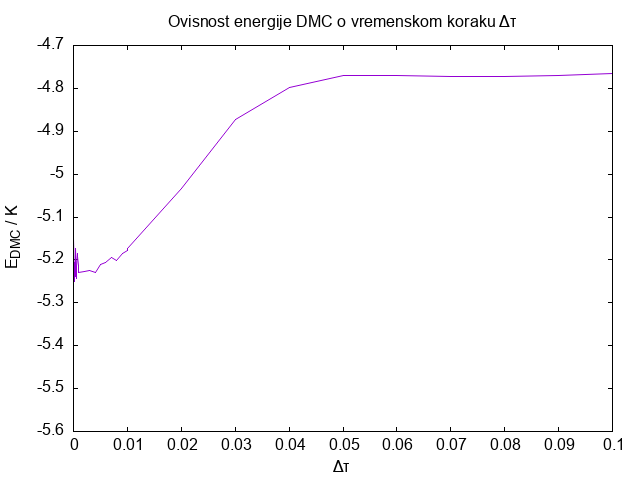 Ovisnost energije DMC o vremenskom koraku Δτ
-4.7
-4.8
-4.9
-5
-5.1
-5.2
-5.3
-5.4
-5.5
-5.6
E_DMC / K
0 0.01 0.02 0.03 0.04 0.05 0.06 0.07 0.08 0.09 0.1
Δτ